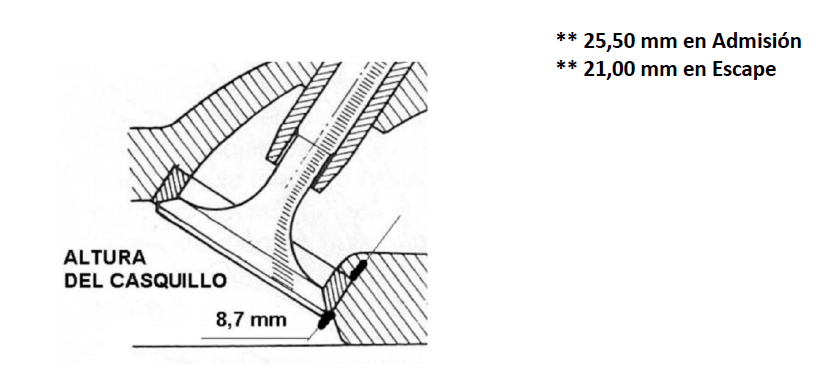 ** 25,50 mm en Admisión
** 21,00 mm en Escape
ALTURA
DEL CASQUILLO
8,7 mm